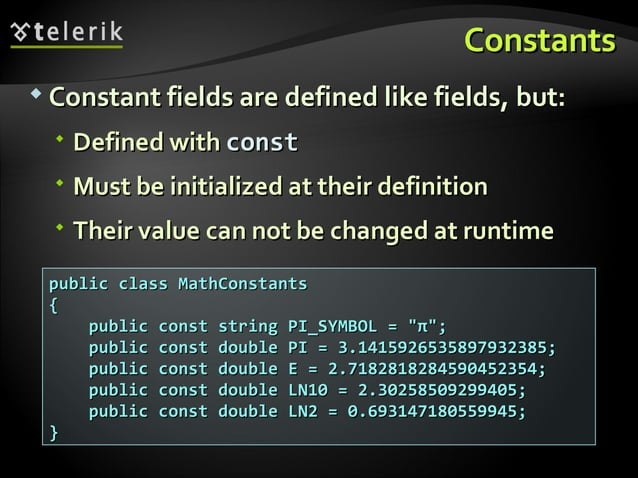 telerik
Constants
Constant fields are defined like fields, but:
Defined with const
Must be initialized at their definition
Their value can not be changed at runtime
public class MathConstants
{
    public const string PI_SYMBOL = "π";
    public const double PI = 3.1415926535897932385;
    public const double E = 2.7182818284590452354;
    public const double LN10 = 2.30258509299405;
    public const double LN2 = 0.693147180559945;
}